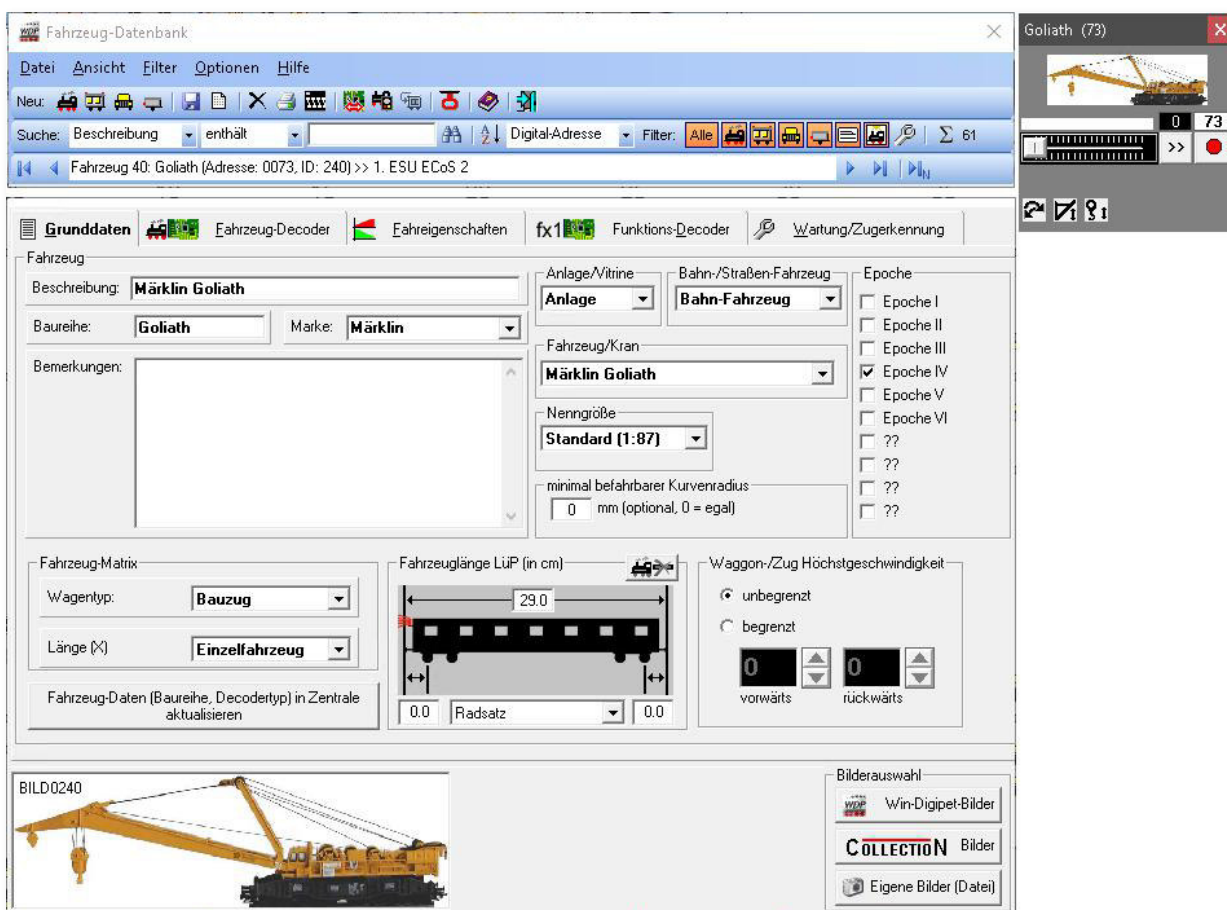 WDP Fahrzeug-Datenbank
Goliath (73)
Datei Ansicht Filter Optionen Hilfe
Neu:
Suche: Beschreibung enthält Digital-Adresse Filter: Alle Σ 61
0 73
>>
Fahrzeug 40: Goliath (Adresse: 0073, ID: 240) >> 1. ESU ECoS 2
Grunddaten Fahrzeug-Decoder Fahreigenschaften fx1 Funktions-Decoder Wartung/Zugerkennung
Fahrzeug
Beschreibung: Märklin Goliath
Baureihe: Goliath Marke: Märklin
Bemerkungen:
Anlage/Vitrine
Anlage
Bahn-/Straßen-Fahrzeug
Bahn-Fahrzeug
Fahrzeug/Kran
Märklin Goliath
Nenngröße
Standard (1:87)
minimal befahrbarer Kurvenradius
0 mm (optional, 0 = egal)
Epoche
Epoche I
Epoche II
Epoche III
Epoche IV
Epoche V
Epoche VI
??
??
??
??
Fahrzeug-Matrix
Wagentyp: Bauzug
Länge (X) Einzelfahrzeug
Fahrzeug-Daten (Baureihe, Decodertyp) in Zentrale
aktualisieren
Fahrzeuglänge LüP (in cm)
29.0
0.0 Radsatz 0.0
Waggon-/Zug Höchstgeschwindigkeit
unbegrenzt
begrenzt
0 0
vorwärts rückwärts
BILD0240
Bilderauswahl
WDP Win-Digipet-Bilder
COLLECTION Bilder
Eigene Bilder (Datei)